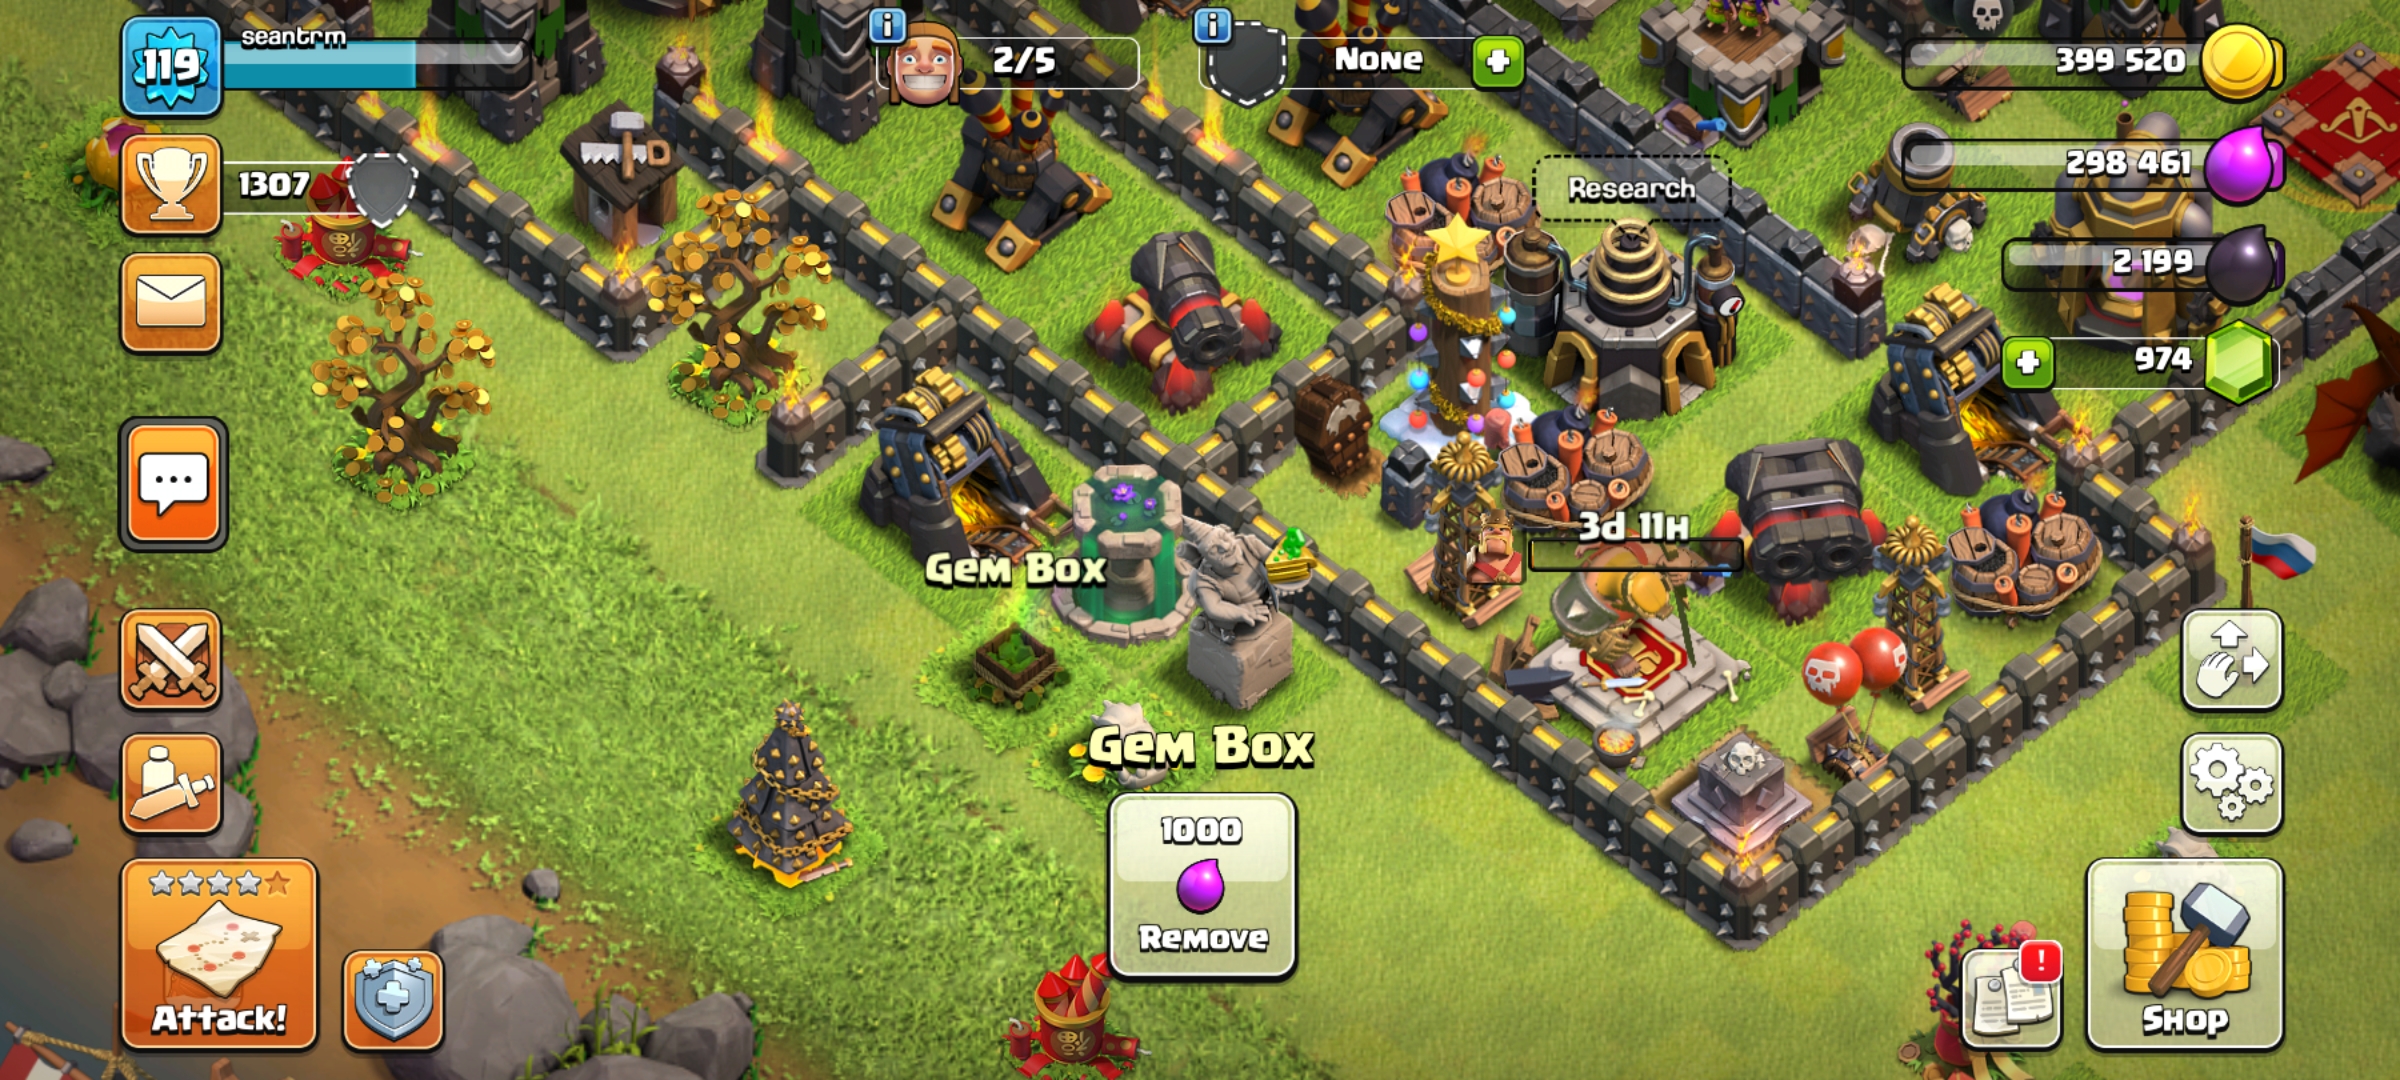 119
seantrm
2/5
None
399 520
1307
Research
298 461
2 199
974
3d 11H
Gem Box
Gem Box
1000
Remove
Attack!
!
Shop